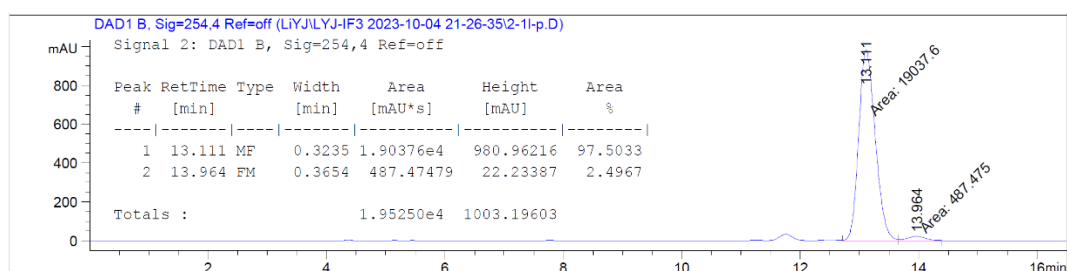 DAD1 B, Sig=254,4 Ref=off (LiYJ\LYJ-IF3 2023-10-04 21-26-35\2-1l-p.D)
mAU
Signal 2: DAD1 B, Sig=254,4 Ref=off
Peak RetTime Type Width Area Height Area
# [min] [min] [mAU*s] [mAU] %
----|-------|----|-------|----------|----------|--------|
1 13.111 MF 0.3235 1.90376e4 980.96216 97.5033
2 13.964 FM 0.3654 487.47479 22.23387 2.4967
Totals : 1.95250e4 1003.19603
800
600
400
200
0
13.111
Area: 19037.6
13.964
Area: 487.475
2 4 6 8 10 12 14 16min